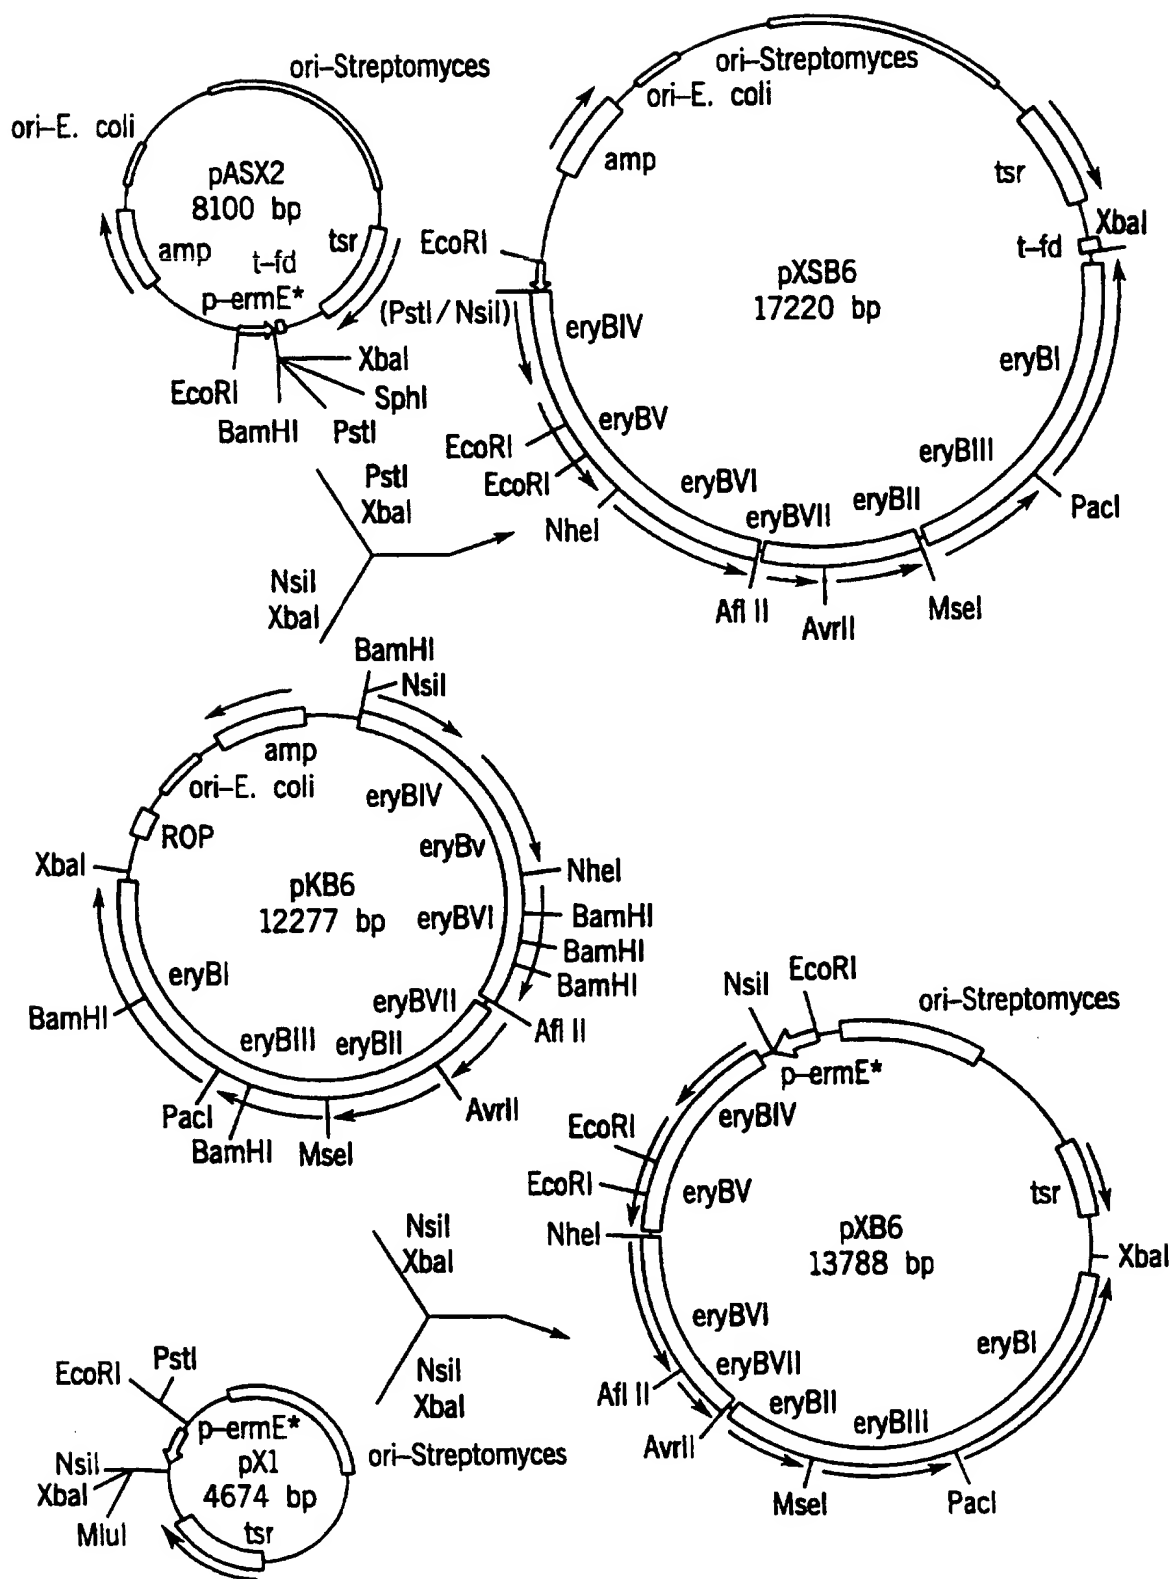 ori–Streptomyces
ori–E. coli
pASX2
8100 bp
amp
t–fd
tsr
p–ermE*
EcoRI
BamHI
PstI
SphI
XbaI
ori–Streptomyces
ori–E. coli
amp
tsr
XbaI
t–fd
EcoRI
pXSB6
17220 bp
(PstI/NsiI)
eryBIV
eryBI
eryBV
EcoRI
EcoRI
eryBIII
NheI
eryBVI
eryBVII
eryBII
PacI
Afl II
AvrII
MseI
PstI
XbaI
NsiI
XbaI
BamHI
NsiI
amp
ori–E. coli
ROP
eryBIV
eryBv
XbaI
NheI
pKB6
12277 bp
eryBVI
BamHI
BamHI
BamHI
eryBI
eryBVII
BamHI
eryBIII
eryBII
Afl II
PacI
AvrII
BamHI
MseI
NsiI
XbaI
NsiI
XbaI
EcoRI
PstI
p–ermE*
NsiI
XbaI
MluI
pX1
4674 bp
tsr
ori–Streptomyces
NsiI
EcoRI
ori–Streptomyces
p–ermE*
eryBIV
EcoRI
EcoRI
eryBV
tsr
NheI
pXB6
13788 bp
XbaI
eryBVI
eryBI
eryBVII
Afl II
eryBII
eryBIII
AvrII
MseI
PacI